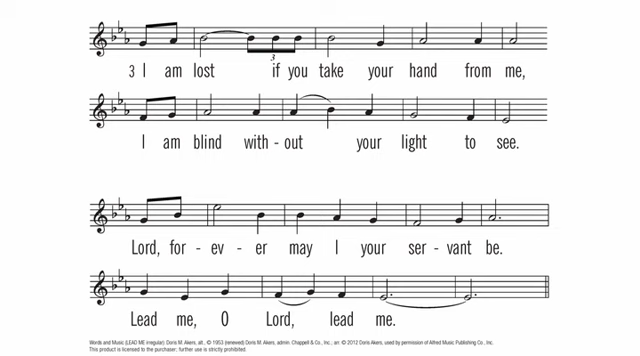 3 I am lost if you take your hand from me,
I am blind with - out your light to see.
Lord, for - ev - er may I your ser - vant be.
Lead me, O Lord, lead me.
Words and Music (LEAD ME irregular): Doris M. Akers, alt., © 1953 (renewed) Doris M. Akers, admin. Chappell & Co., Inc.; arr. © 2012 Doris Akers, used by permission of Alfred Music Publishing Co., Inc.
This product is licensed to the purchaser; further use is strictly prohibited.